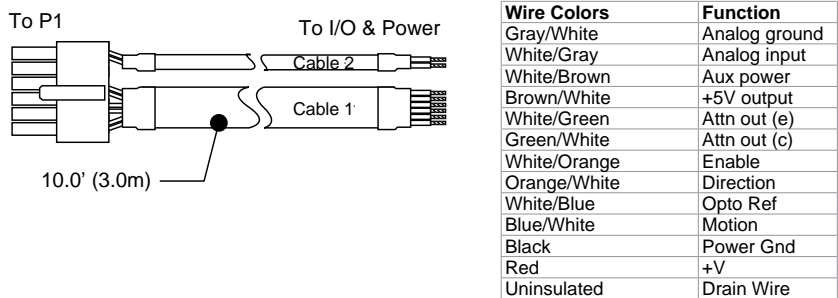 To P1
To I/O & Power
Cable 2
Cable 1
10.0’ (3.0m)
Wire Colors Function
Gray/White Analog ground
White/Gray Analog input
White/Brown Aux power
Brown/White +5V output
White/Green Attn out (e)
Green/White Attn out (c)
White/Orange Enable
Orange/White Direction
White/Blue Opto Ref
Blue/White Motion
Black Power Gnd
Red +V
Uninsulated Drain Wire